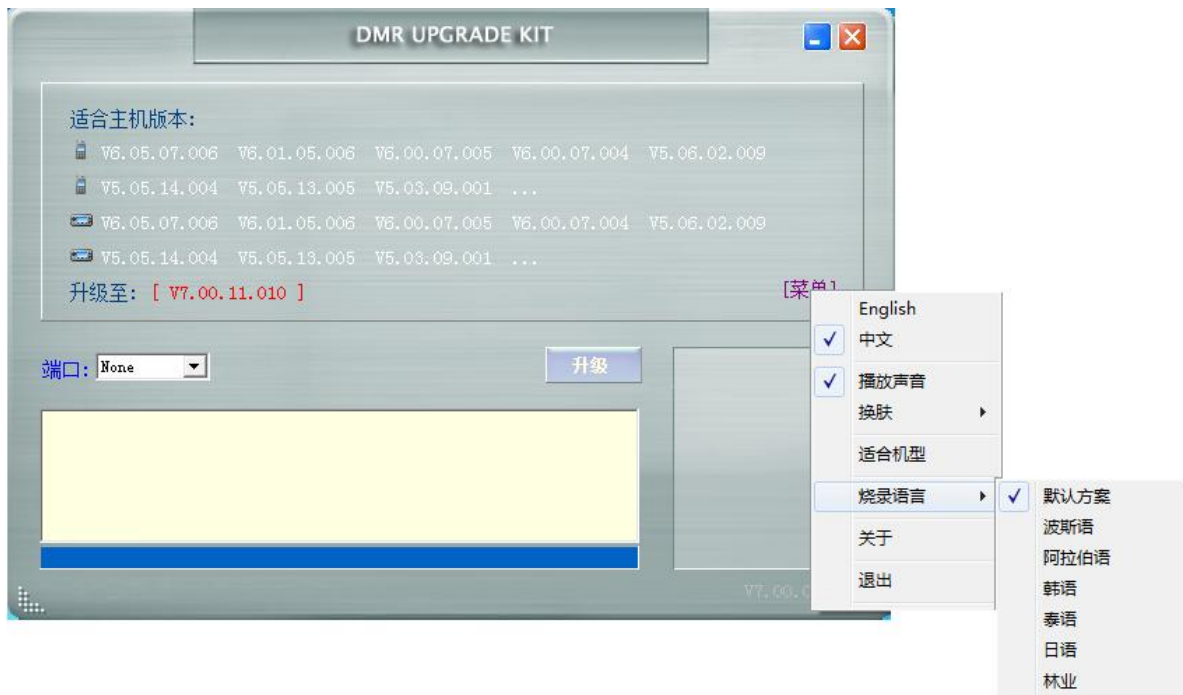 DMR UPGRADE KIT
适合主机版本:
V6.05.07.006 V6.01.05.006 V6.00.07.005 V6.00.07.004 V5.06.02.009
V5.05.14.004 V5.05.13.005 V5.03.09.001 ...
V6.05.07.006 V6.01.05.006 V6.00.07.005 V6.00.07.004 V5.06.02.009
V5.05.14.004 V5.05.13.005 V5.03.09.001 ...
升级至: [ V7.00.11.010 ]
[菜单]
端口: None
升级
English
中文
播放声音
换肤
适合机型
烧录语言
关于
退出
默认方案
波斯语
阿拉伯语
韩语
泰语
日语
林业